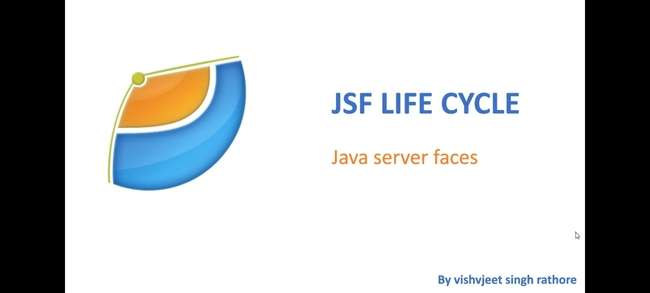 JSF LIFE CYCLE
Java server faces
By vishvjeet singh rathore